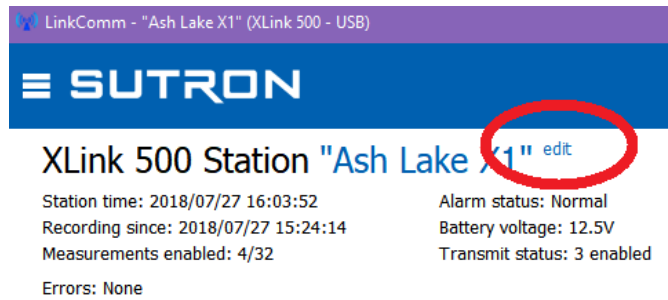 LinkComm - "Ash Lake X1" (XLink 500 - USB)
SUTRON
XLink 500 Station "Ash Lake X1" edit
Station time: 2018/07/27 16:03:52
Recording since: 2018/07/27 15:24:14
Measurements enabled: 4/32
Errors: None
Alarm status: Normal
Battery voltage: 12.5V
Transmit status: 3 enabled